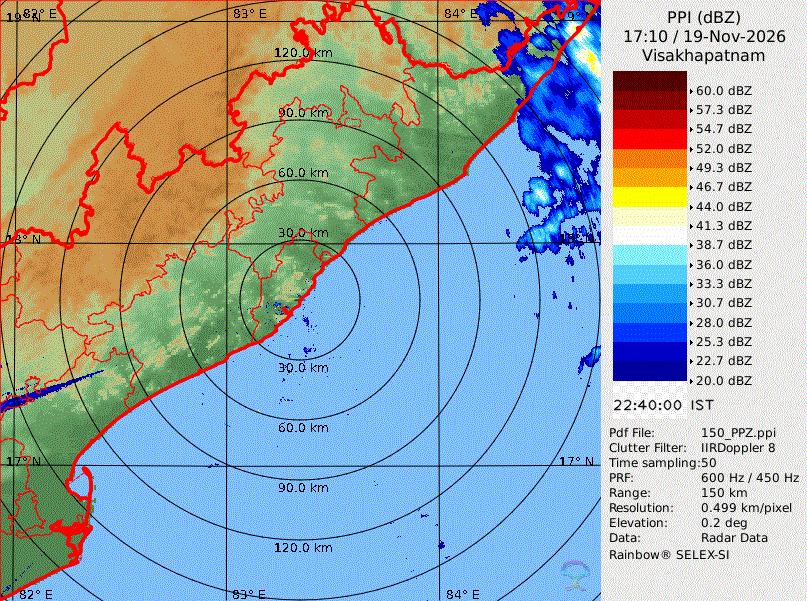 82° E
83° E
84° E
19° N
19° N
120.0 km
90.0 km
60.0 km
30.0 km
18° N
18° N
30.0 km
60.0 km
17° N
17° N
90.0 km
120.0 km
82° E
83° E
84° E
PPI (dBZ)
17:10 / 19-Nov-2026
Visakhapatnam
60.0 dBZ
57.3 dBZ
54.7 dBZ
52.0 dBZ
49.3 dBZ
46.7 dBZ
44.0 dBZ
41.3 dBZ
38.7 dBZ
36.0 dBZ
33.3 dBZ
30.7 dBZ
28.0 dBZ
25.3 dBZ
22.7 dBZ
20.0 dBZ
22:40:00 IST
Pdf File: 150_PPZ.ppi
Clutter Filter: IIRDoppler 8
Time sampling:50
PRF: 600 Hz / 450 Hz
Range: 150 km
Resolution: 0.499 km/pixel
Elevation: 0.2 deg
Data: Radar Data
Rainbow® SELEX-SI